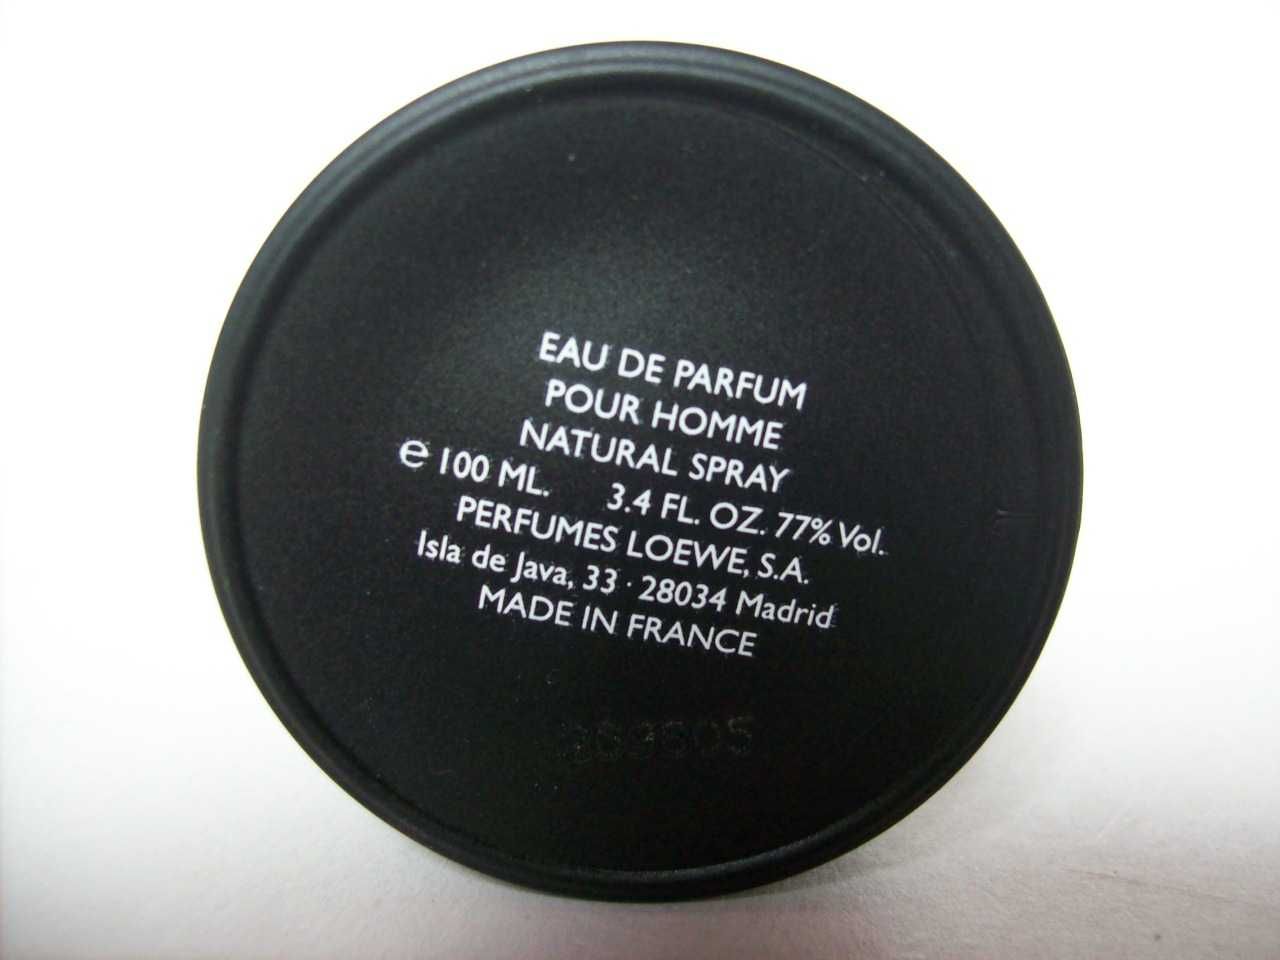 EAU DE PARFUM
POUR HOMME
NATURAL SPRAY
℮ 100 ML. 3.4 FL. OZ. 77% Vol.
PERFUMES LOEWE, S.A.
Isla de Java, 33 · 28034 Madrid
MADE IN FRANCE